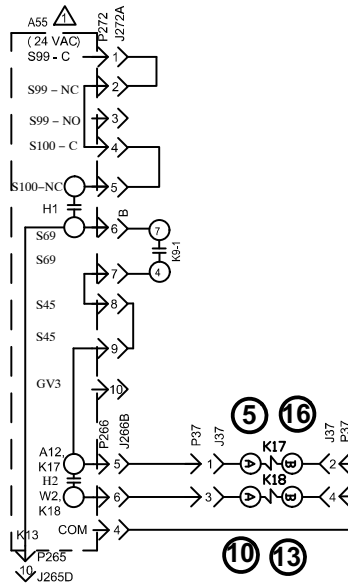 A55 1
( 24 VAC)
P272
J272A
S99 - C 1
S99 – NC 2
S99 – NO 3
S100 – C 4
S100–NC 5
H1
B
6 7
S69
K9-1
S69
7 4
S45 8
S45
9
GV3 10
P266
J266B
P37
J37
5 16
J37
P37
K17
A12,
K17 5 1 A B 2
H2 K18
W2,
K18 6 3 A B 4
COM 4
K13
P265
10 13
10
J265D